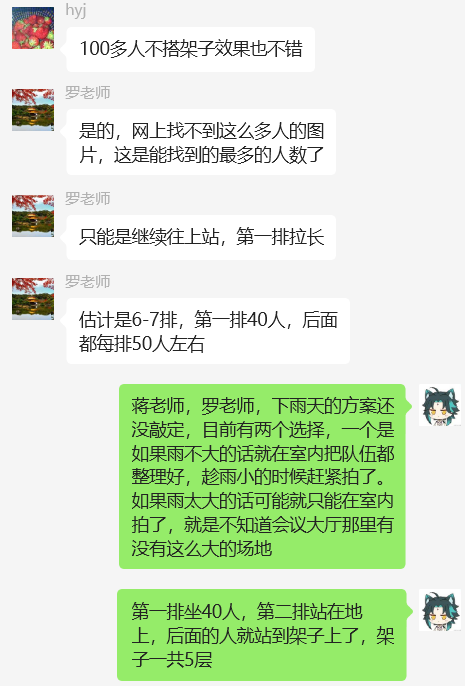 hyj
100多人不搭架子效果也不错
罗老师
是的，网上找不到这么多人的图
片，这是能找到的最多的人数了
罗老师
只能是继续往上站，第一排拉长
罗老师
估计是6-7排，第一排40人，后面
都每排50人左右
蒋老师，罗老师，下雨天的方案还
没敲定，目前有两个选择，一个是
如果雨不大的话就在室内把队伍都
整理好，趁雨小的时候赶紧拍了。
如果雨太大的话可能就只能在室内
拍了，就是不知道会议大厅那里有
没有这么大的场地
第一排坐40人，第二排站在地
上，后面的人就站到架子上了，架
子一共5层